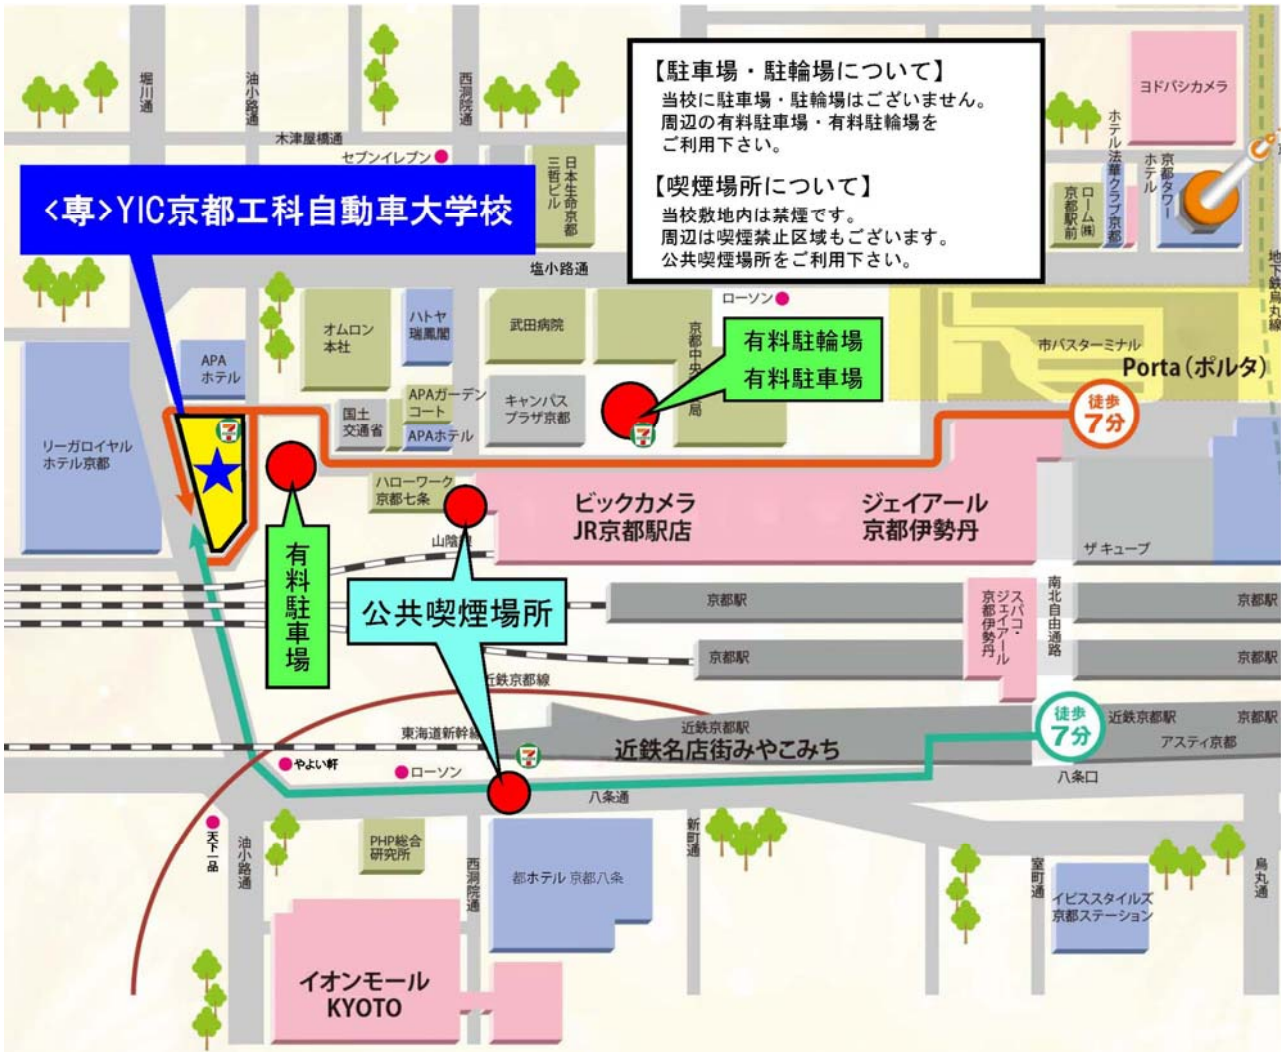 【駐車場・駐輪場について】
当校に駐車場・駐輪場はございません。
周辺の有料駐車場・有料駐輪場を
ご利用下さい。
【喫煙場所について】
当校敷地内は禁煙です。
周辺は喫煙禁止区域もございます。
公共喫煙場所をご利用下さい。
堀川通
油小路通
西洞院通
木津屋橋通
セブンイレブン
日本生命京都
三哲ビル
ヨドバシカメラ
ホテル法華クラブ京都
ローム㈱
京都駅前
京都タワー
ホテル
地下鉄烏丸線
<専>YIC京都工科自動車大学校
塩小路通
ローソン
オムロン
本社
ハトヤ
瑞鳳閣
武田病院
京都中央
局
有料駐輪場
有料駐車場
市バスターミナル
Porta(ポルタ)
APA
ホテル
APAガーデン
コート
APAホテル
国土
交通省
キャンパス
プラザ京都
徒歩
7分
リーガロイヤル
ホテル京都
7
7
ハローワーク
京都七条
ビックカメラ
JR京都駅店
ジェイアール
京都伊勢丹
山陰
ザ キューブ
有料駐車場
公共喫煙場所
京都駅
京都駅
スバコ・
ジェイアール
京都伊勢丹
南北自由通路
京都駅
京都駅
近鉄京都線
東海道新幹線
近鉄京都駅
近鉄名店街みやこみち
徒歩
7分
近鉄京都駅
京都駅
アスティ京都
7
やよい軒
ローソン
八条通
八条口
天下一品
油小路通
PHP総合
研究所
西洞院通
都ホテル 京都八条
新町通
室町通
イビススタイルズ
京都ステーション
烏丸通
イオンモール
KYOTO